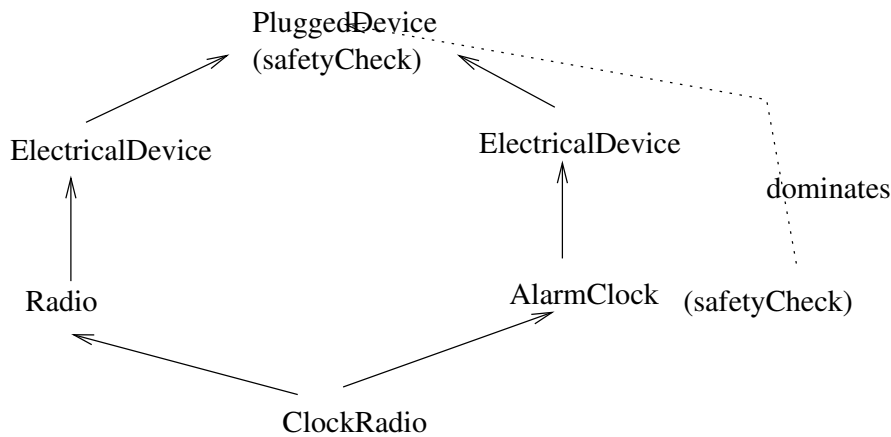 PluggedDevice
(safetyCheck)
ElectricalDevice
ElectricalDevice
dominates
Radio
AlarmClock (safetyCheck)
ClockRadio